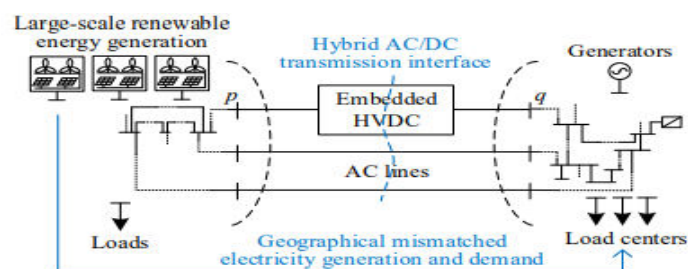 Large-scale renewable
energy generation
Hybrid AC/DC
transmission interface
Generators
p
Embedded
HVDC
q
AC lines
Loads
Geographical mismatched
electricity generation and demand
Load centers